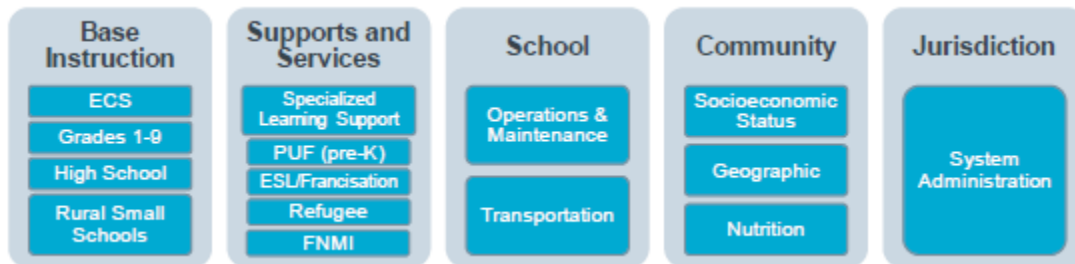 Base
Instruction
ECS
Grades 1-9
High School
Rural Small
Schools
Supports and
Services
Specialized
Learning Support
PUF (pre-K)
ESL/Francisation
Refugee
FNMI
School
Operations &
Maintenance
Transportation
Community
Socioeconomic
Status
Geographic
Nutrition
Jurisdiction
System
Administration